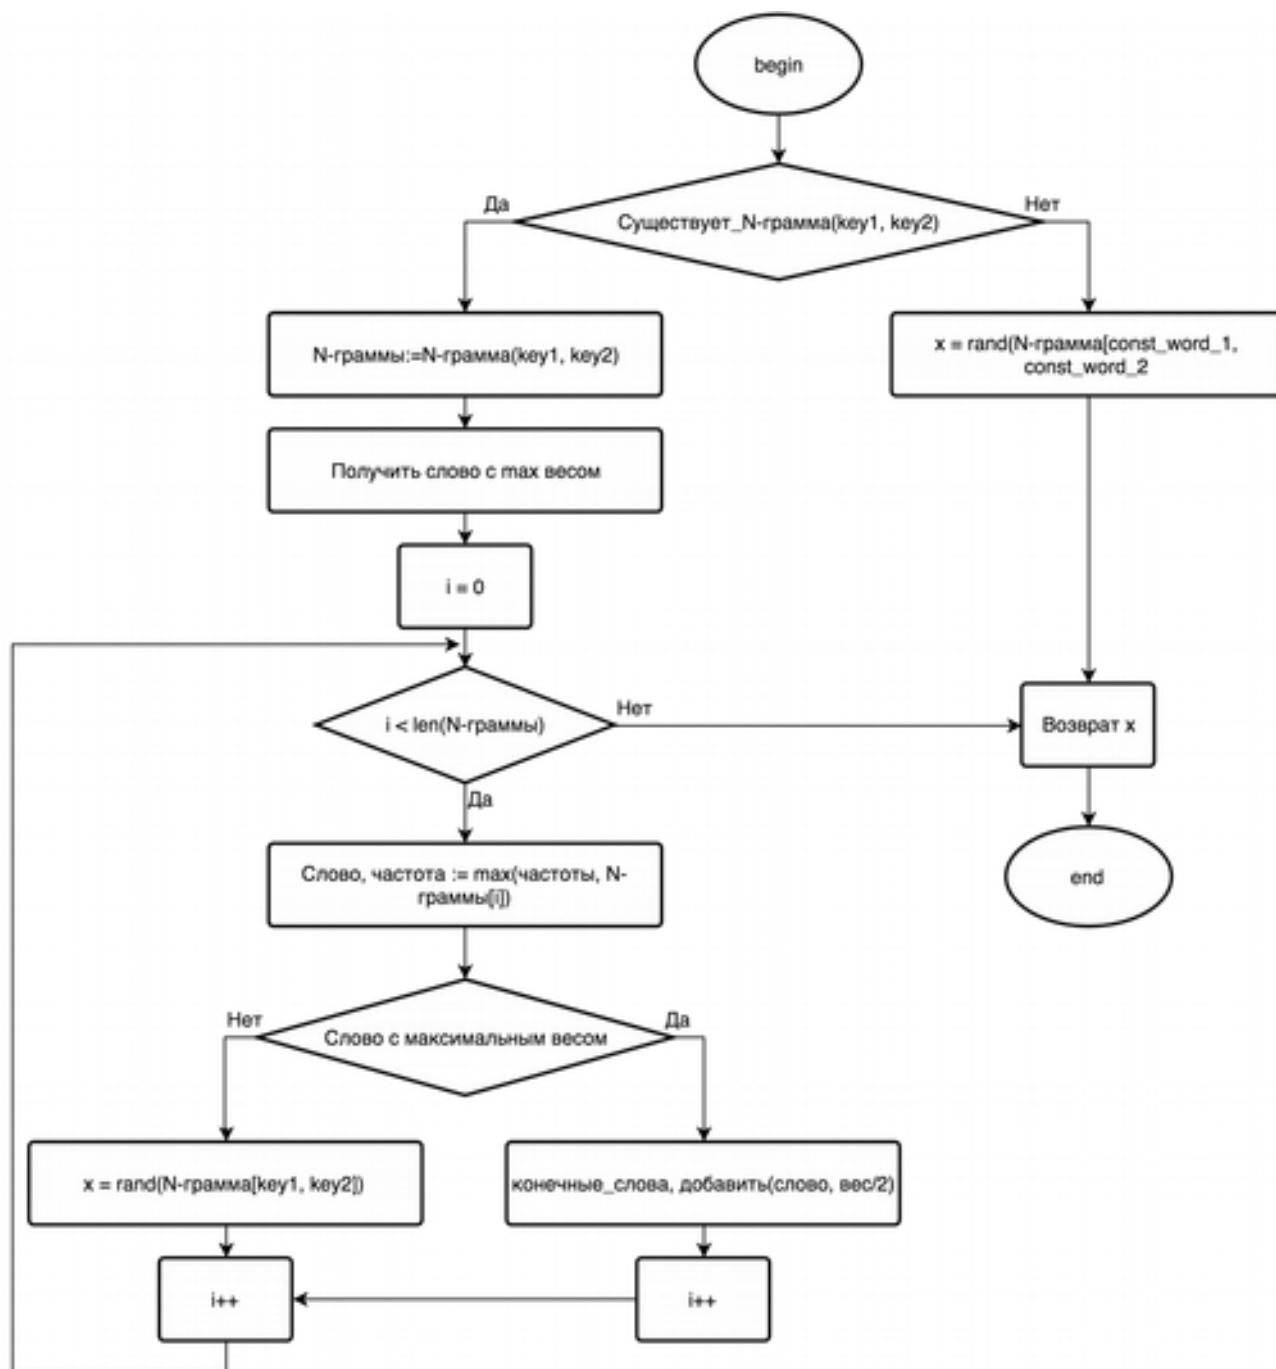 begin
Да
Нет
Существует_N-грамма(key1, key2)
N-граммы:=N-грамма(key1, key2)
x = rand(N-грамма[const_word_1,
const_word_2
Получить слово с max весом
i = 0
i < len(N-граммы)
Нет
Возврат x
Да
Слово, частота := max(частоты, N-
граммы[i])
end
Нет
Да
Слово с максимальным весом
x = rand(N-грамма[key1, key2])
конечные_слова, добавить(слово, вес/2)
i++
i++